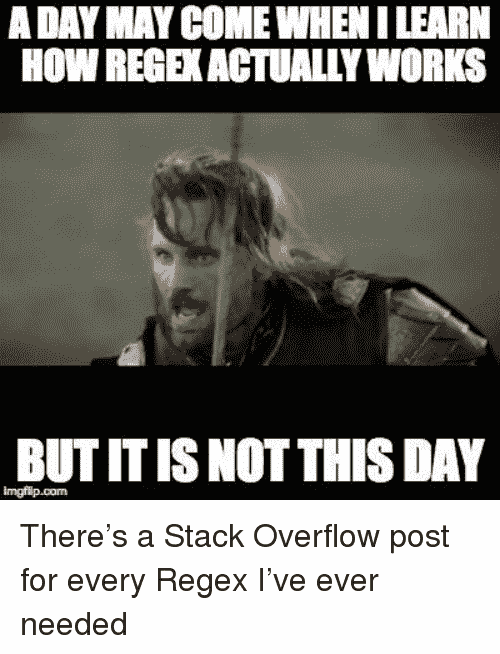 A DAY MAY COME WHEN I LEARN
HOW REGEX ACTUALLY WORKS
BUT IT IS NOT THIS DAY
imgflip.com
There’s a Stack Overflow post
for every Regex I’ve ever
needed